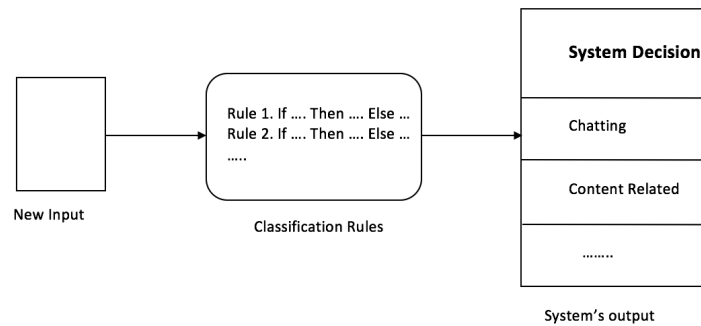 New Input
Rule 1. If .... Then .... Else ...
Rule 2. If .... Then .... Else ...
.....
Classification Rules
System Decision
Chatting
Content Related
........
System's output